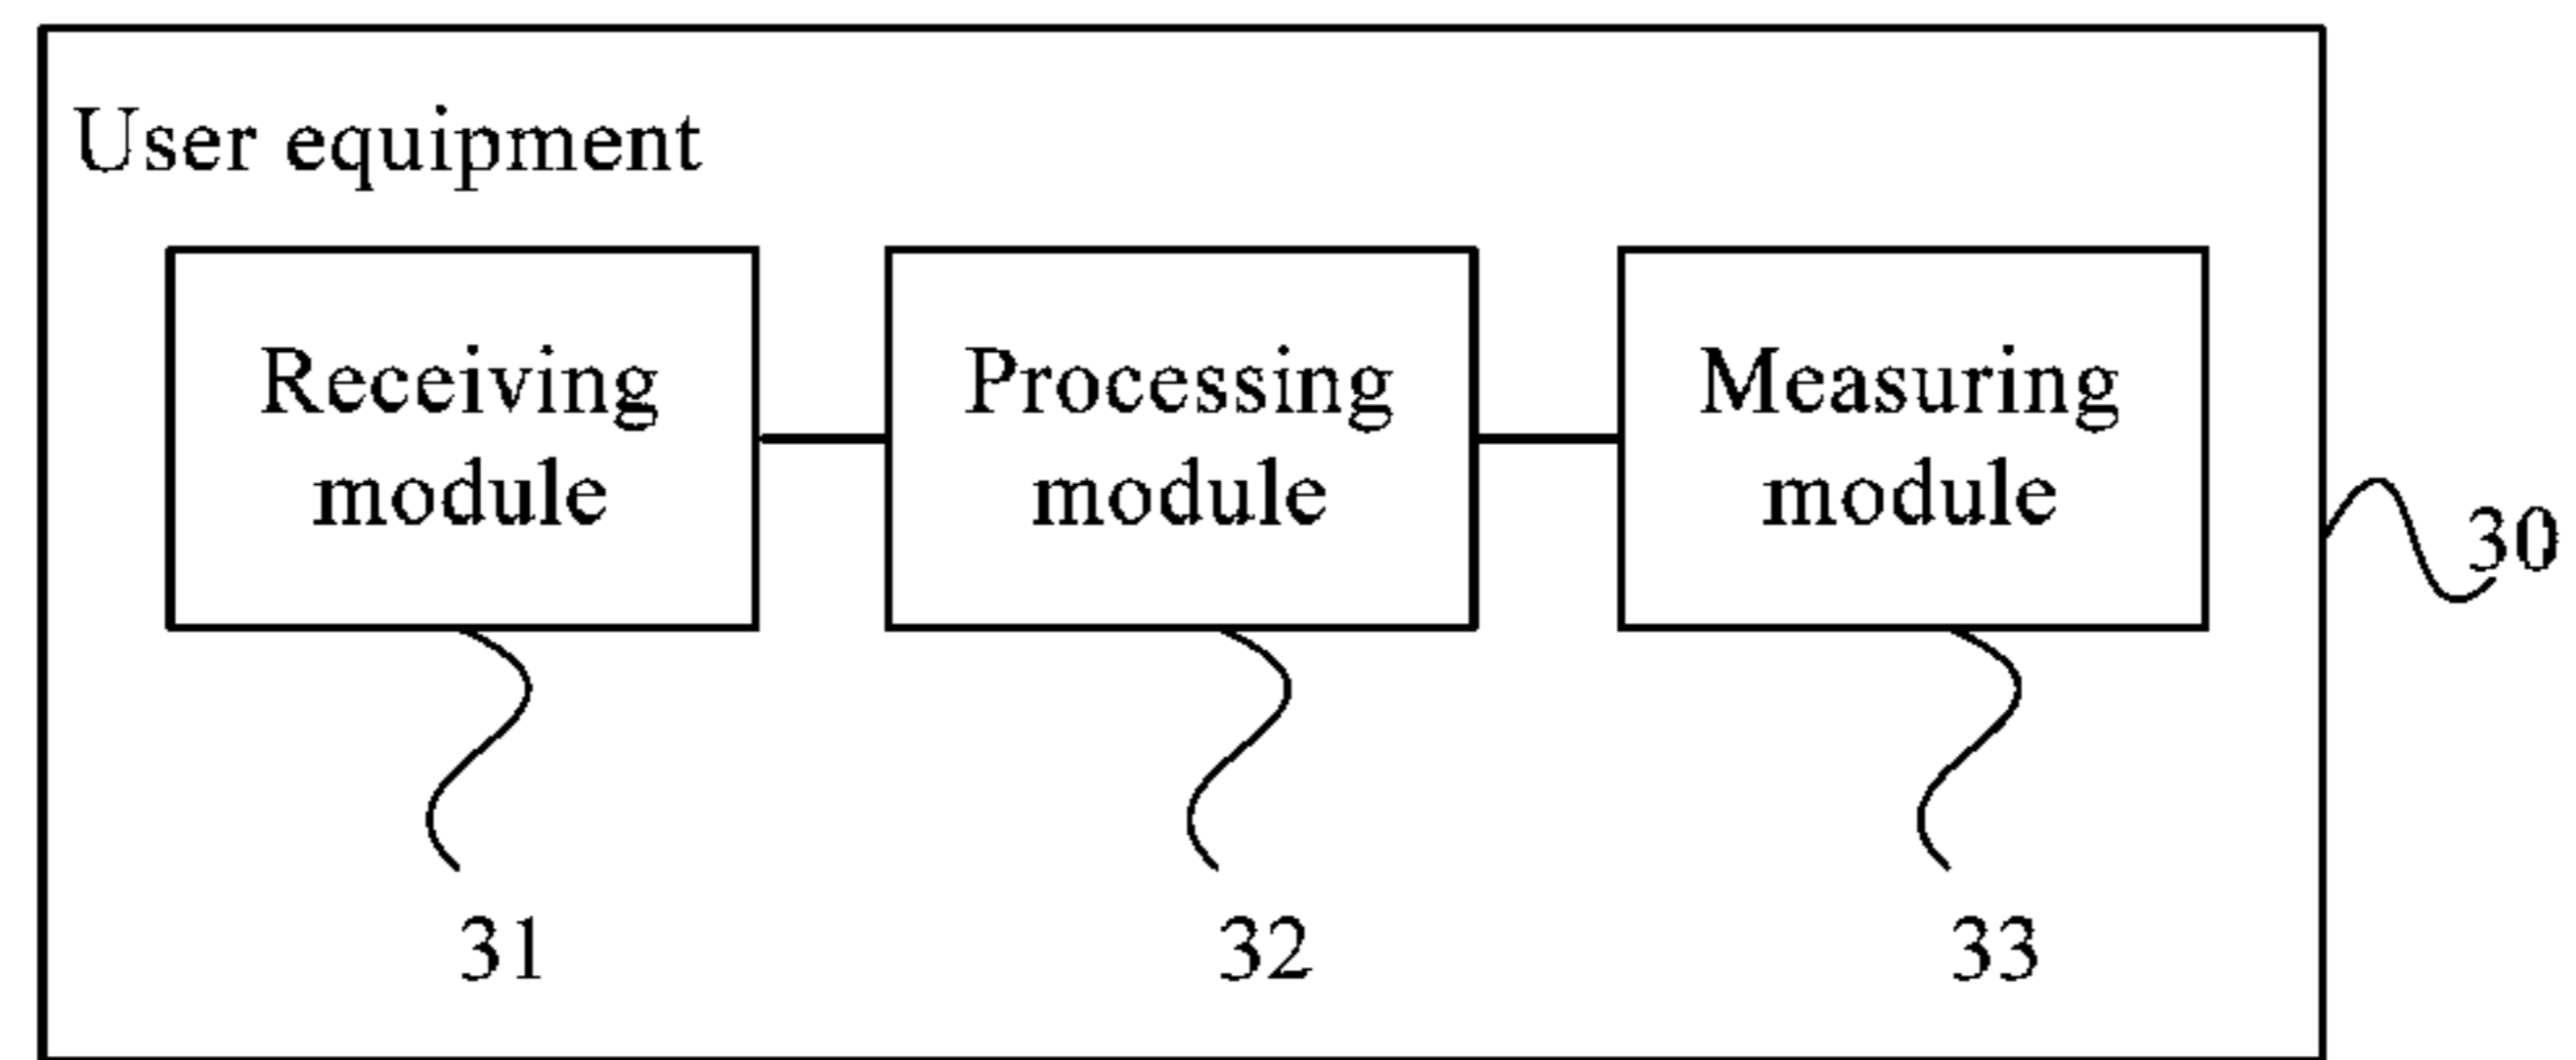 User equipment
Receiving
module
Processing
module
Measuring
module
30
31
32
33